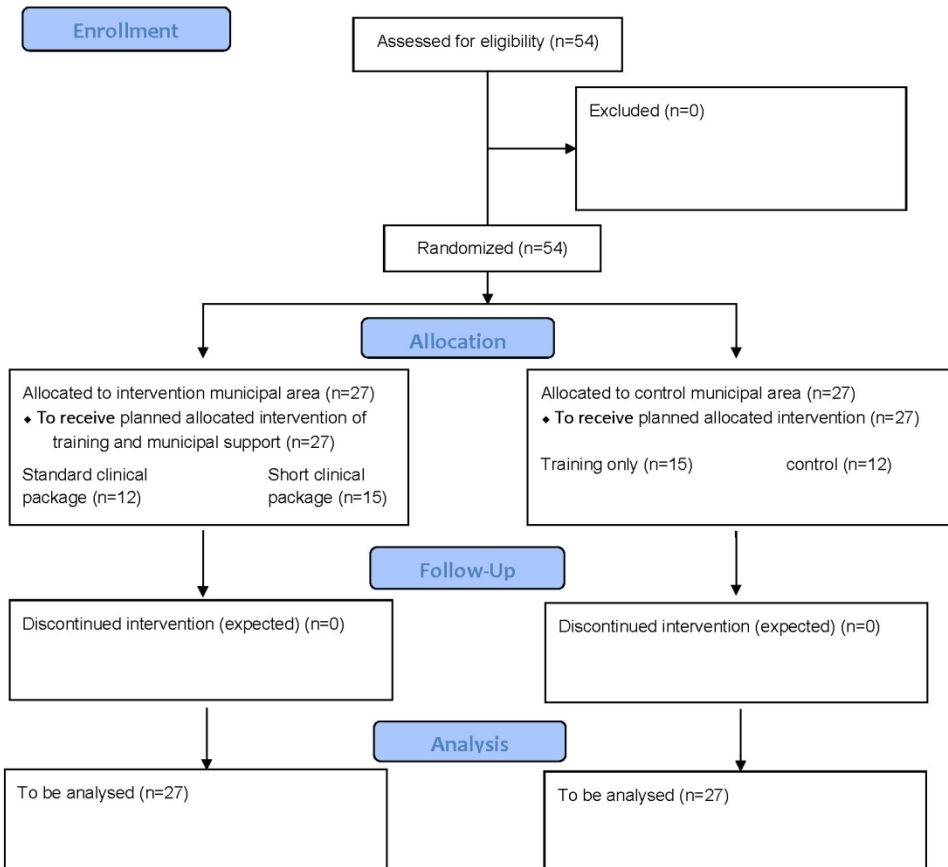 Enrollment
Assessed for eligibility (n=54)
Excluded (n=0)
Randomized (n=54)
Allocation
Allocated to intervention municipal area (n=27)
♦ To receive planned allocated intervention of
training and municipal support (n=27)
Standard clinical
package (n=12)
Short clinical
package (n=15)
Allocated to control municipal area (n=27)
♦ To receive planned allocated intervention (n=27)
Training only (n=15)
control (n=12)
Follow-Up
Discontinued intervention (expected) (n=0)
Discontinued intervention (expected) (n=0)
Analysis
To be analysed (n=27)
To be analysed (n=27)